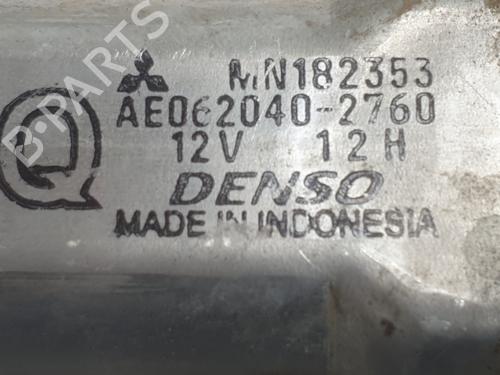 MN182353
AE062040-2760
12V 12H
DENSO
MADE IN INDONESIA
B-PARTS